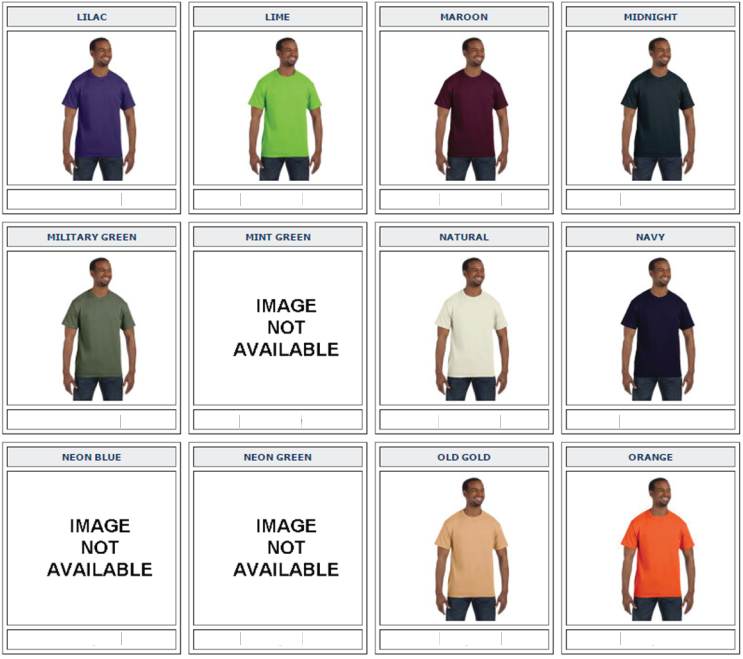 LILAC
LIME
MAROON
MIDNIGHT
MILITARY GREEN
MINT GREEN
NATURAL
NAVY
IMAGE
NOT
AVAILABLE
NEON BLUE
NEON GREEN
OLD GOLD
ORANGE
IMAGE
NOT
AVAILABLE
IMAGE
NOT
AVAILABLE